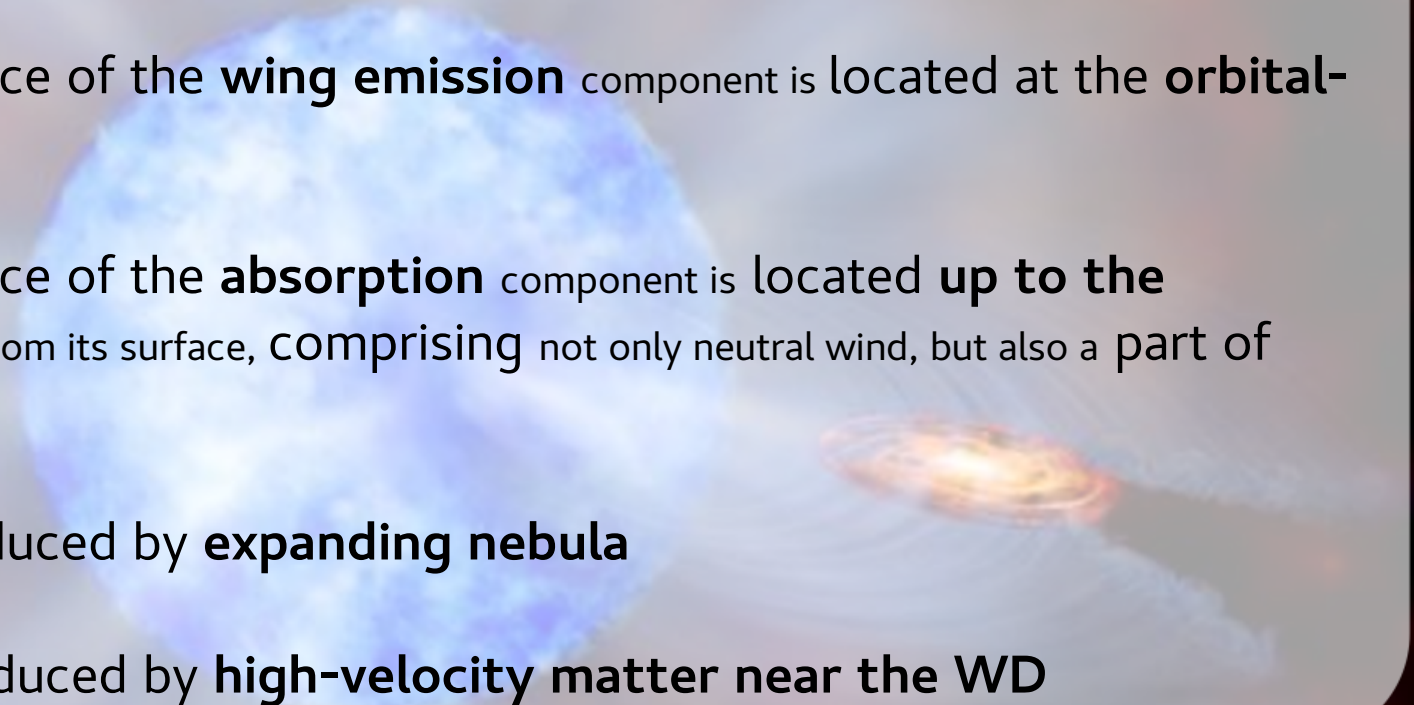 ce of the wing emission component is located at the orbital-
ce of the absorption component is located up to the
om its surface, comprising not only neutral wind, but also a part of
duced by expanding nebula
duced by high-velocity matter near the WD